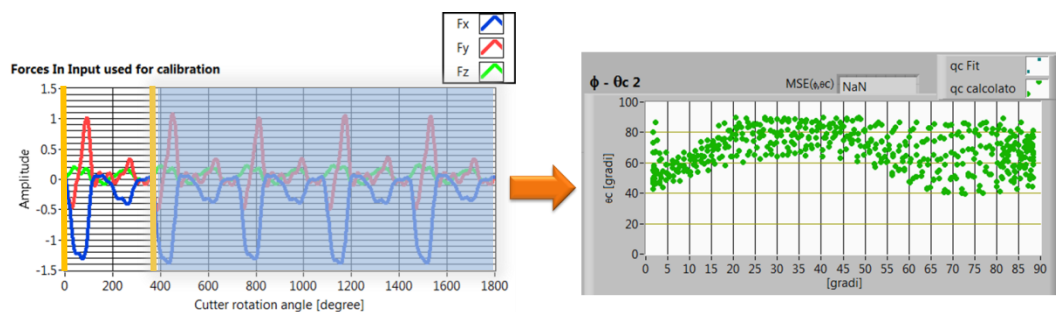 Fx
Fy
Fz
Forces In Input used for calibration
Amplitude
1.5
1
0.5
0
-0.5
-1
-1.5
0 200 400 600 800 1000 1200 1400 1600 1800
Cutter rotation angle [degree]
ϕ - θc 2
MSE(ϕ,θC) NaN
qc Fit
qc calcolato
ec [gradi]
100
80
60
40
20
0
0 5 10 15 20 25 30 35 40 45 50 55 60 65 70 75 80 85 90
[gradi]